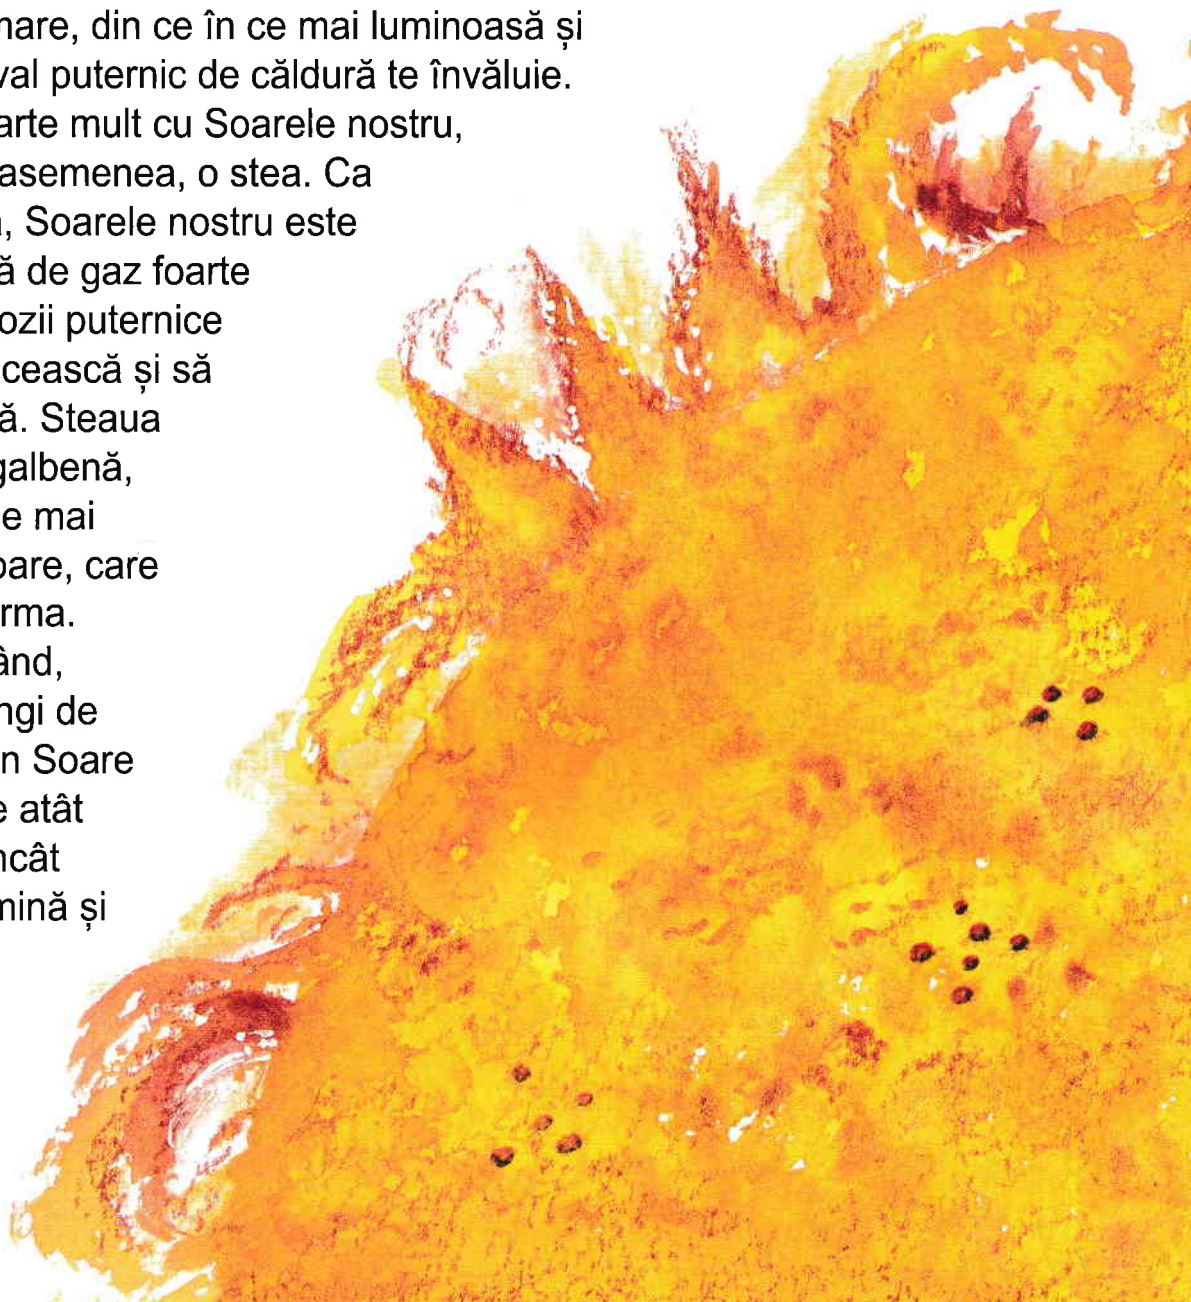 mare, din ce în ce mai luminoasă și
val puternic de căldură te învăluie.
arte mult cu Soarele nostru,
asemenea, o stea. Ca
, Soarele nostru este
ă de gaz foarte
ozii puternice
cească și să
ă. Steaua
galbenă,
e mai
oare, care
rma.
ând,
ngi de
n Soare
e atât
ncât
mină și